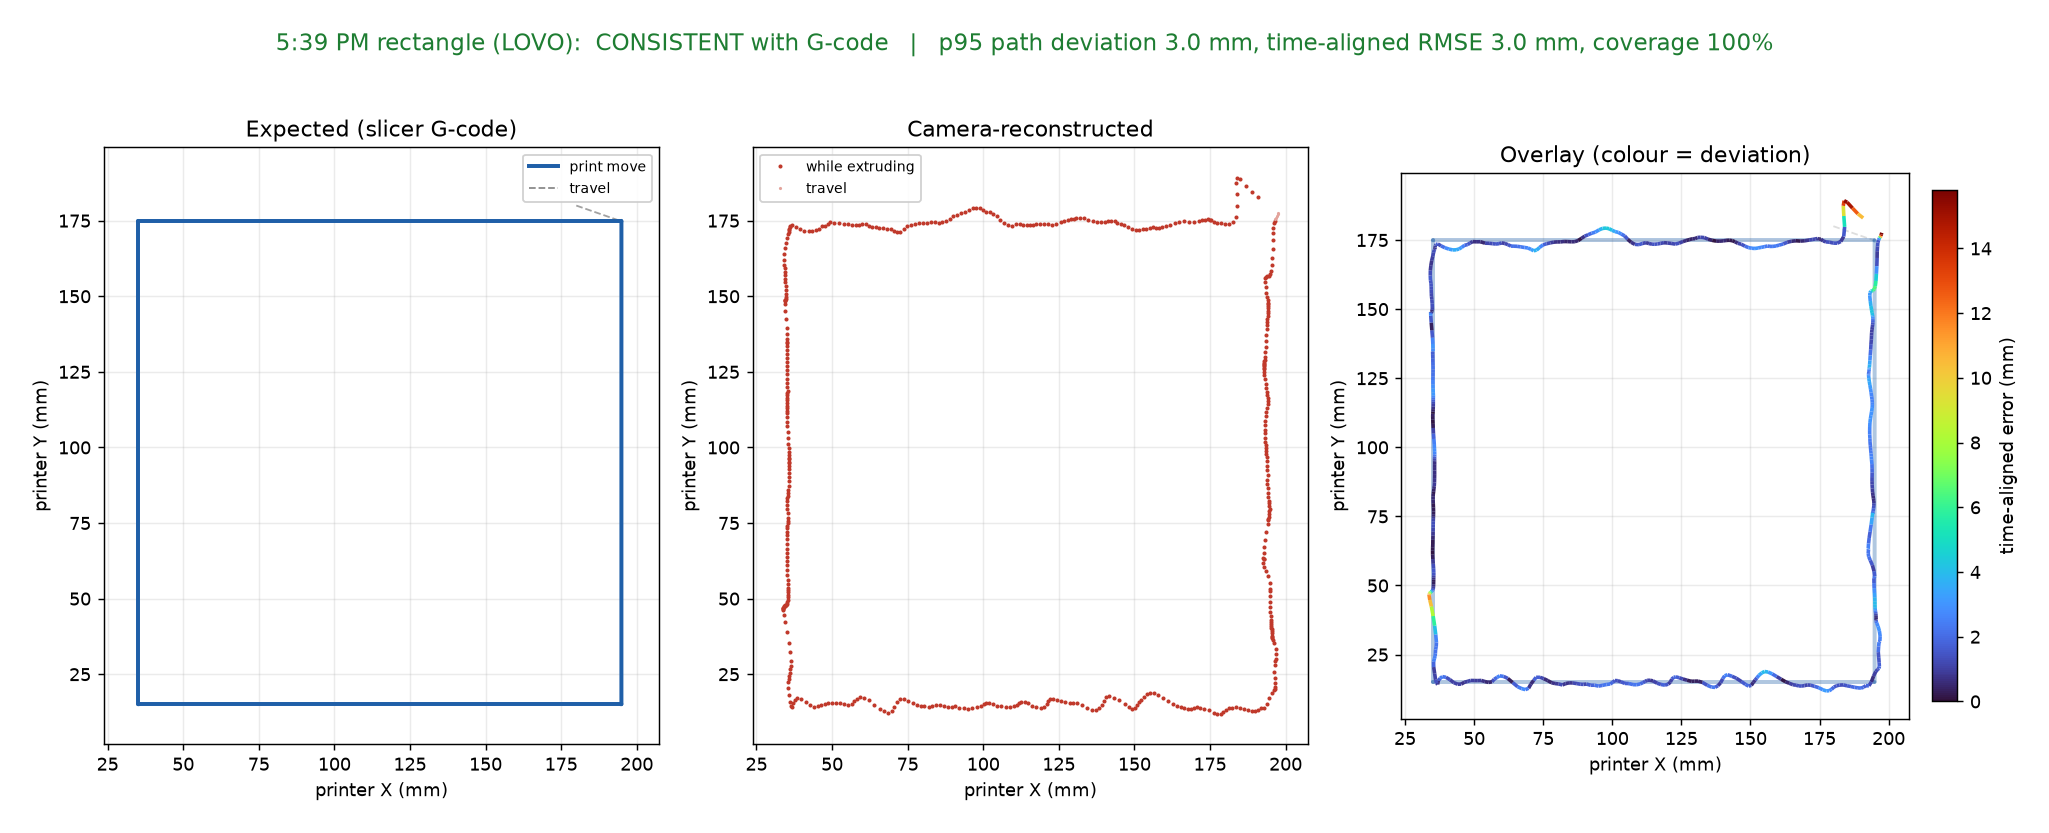 5:39 PM rectangle (LOVO):  CONSISTENT with G-code   |   p95 path deviation 3.0 mm, time-aligned RMSE 3.0 mm, coverage 100%
Expected (slicer G-code)
print move
travel
175
150
125
100
75
50
25
printer Y (mm)
25 50 75 100 125 150 175 200
printer X (mm)
Camera-reconstructed
while extruding
travel
175
150
125
100
75
50
25
printer Y (mm)
25 50 75 100 125 150 175 200
printer X (mm)
Overlay (colour = deviation)
175
150
125
100
75
50
25
printer Y (mm)
25 50 75 100 125 150 175 200
printer X (mm)
14
12
10
8
6
4
2
0
time-aligned error (mm)